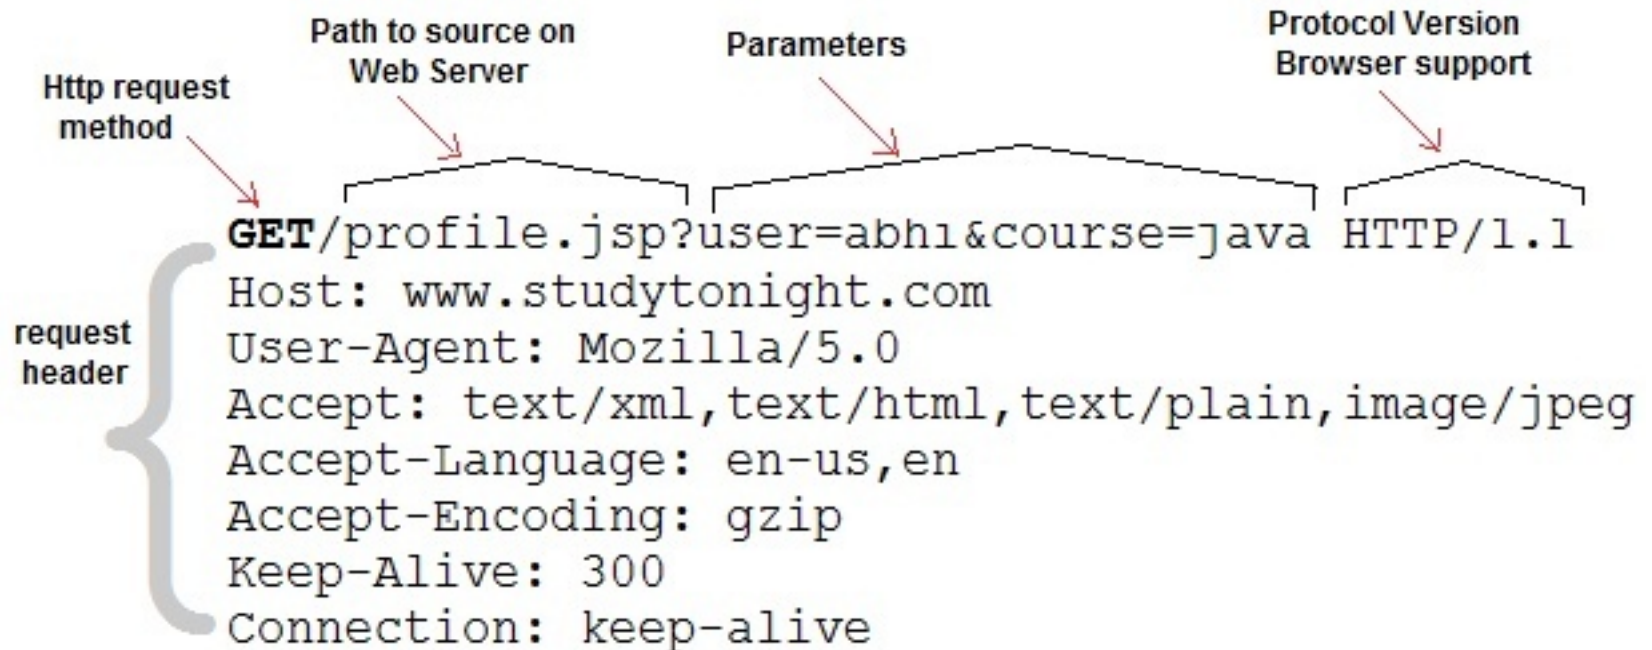 Path to source on
Web Server
Parameters
Protocol Version
Browser support
Http request
method
GET/profile.jsp?user=abhi&course=java HTTP/1.1
Host: www.studytonight.com
User-Agent: Mozilla/5.0
Accept: text/xml,text/html,text/plain,image/jpeg
Accept-Language: en-us,en
Accept-Encoding: gzip
Keep-Alive: 300
Connection: keep-alive
request
header